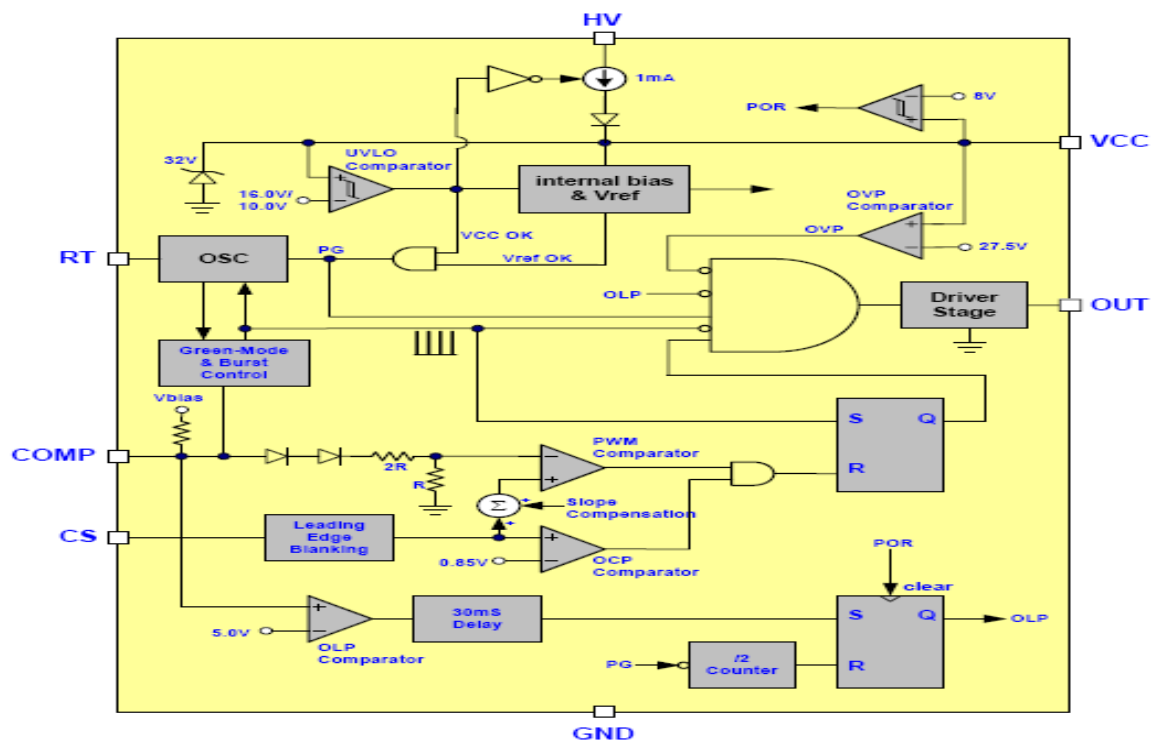 HV
1mA
POR
8V
VCC
32V
UVLO
Comparator
16.0V/
10.0V
internal bias
& Vref
OVP
Comparator
OVP
27.5V
VCC OK
PG
Vref OK
RT
OSC
OLP
Driver
Stage
OUT
Green-Mode
& Burst
Control
Vbias
COMP
2R
R
PWM
Comparator
S
Q
R
Σ
+
+
Slope
Compensation
CS
Leading
Edge
Blanking
0.85V
OCP
Comparator
POR
clear
5.0V
OLP
Comparator
30mS
Delay
S
Q
OLP
PG
/2
Counter
R
GND